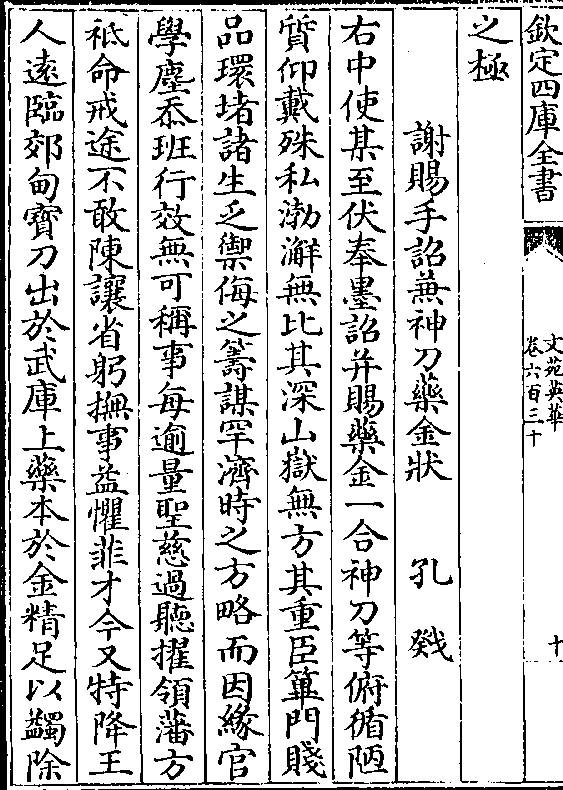 欽定四庫全書
文苑英華
卷六百三十
十
之極
謝賜手詔蕪神刀藥金狀 孔戣
右中使某至伏奉墨詔并賜藥金一合神刀等俯循陋
質仰戴殊私渤澥無比其深山嶽無方其重臣篳門賤
品環堵諸生乏禦侮之籌謀罕濟時之方略而因緣官
學塵忝班行效無可稱事每逾量聖慈過聽擢領藩方
祗命戒途不敢陳讓省躬撫事益懼菲才今又特降王
人遠臨郊甸寳刀出於武庫上藥本於金精足以蠲除